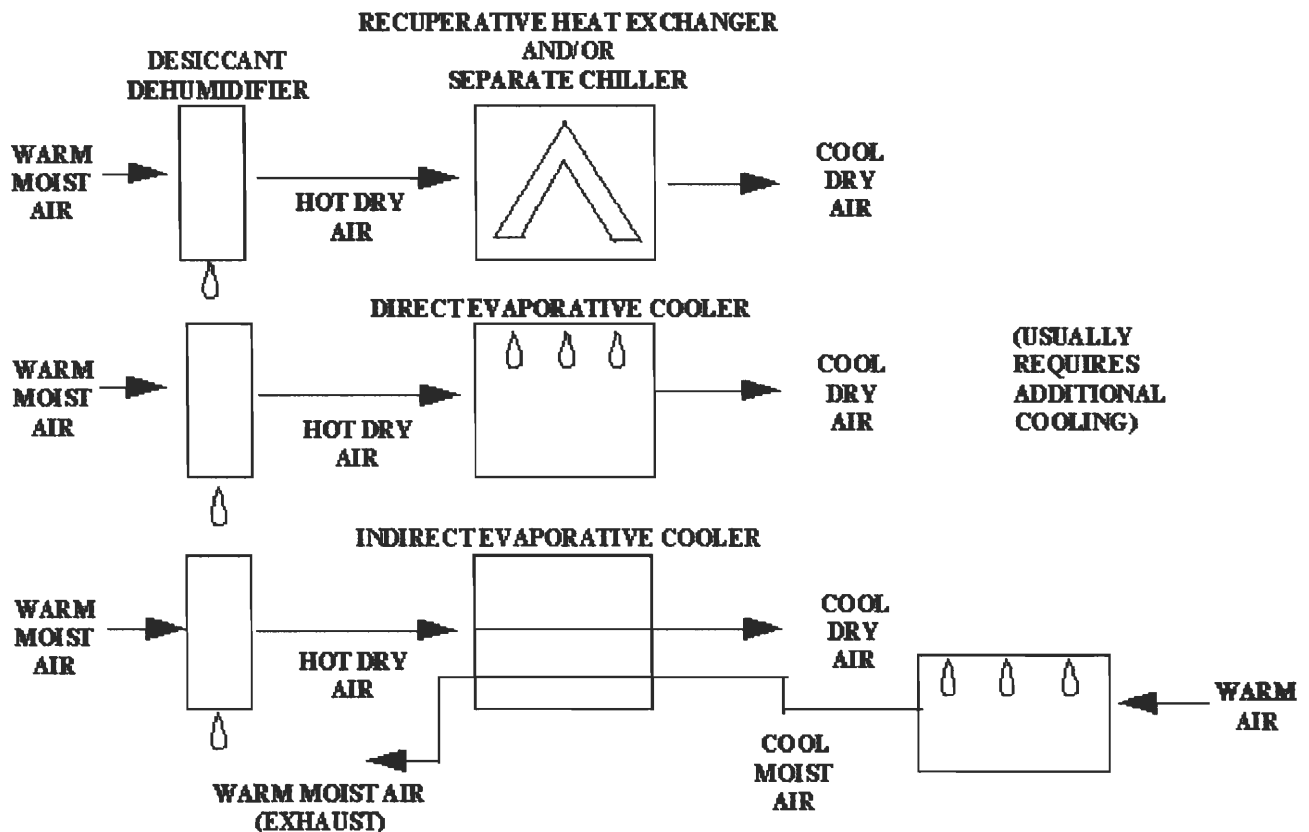 RECUPERATIVE HEAT EXCHANGER
AND/OR
SEPARATE CHILLER
DESICCANT
DEHUMIDIFIER
WARM
MOIST
AIR
HOT DRY
AIR
COOL
DRY
AIR
DIRECT EVAPORATIVE COOLER
WARM
MOIST
AIR
HOT DRY
AIR
COOL
DRY
AIR
(USUALLY
REQUIRES
ADDITIONAL
COOLING)
INDIRECT EVAPORATIVE COOLER
WARM
MOIST
AIR
HOT DRY
AIR
COOL
DRY
AIR
WARM
AIR
COOL
MOIST
AIR
WARM MOIST AIR
(EXHAUST)